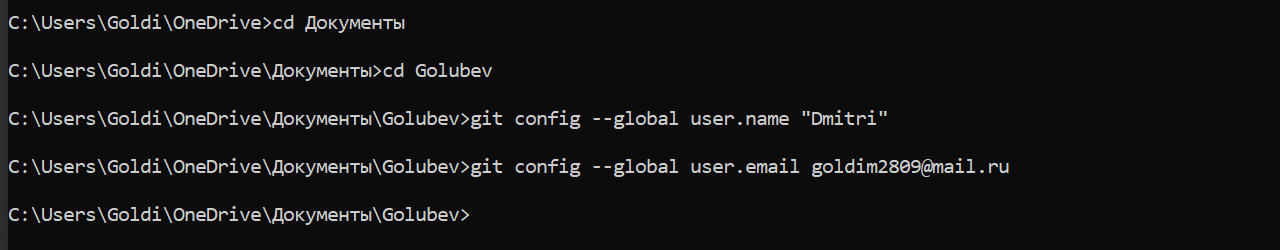 C:\Users\Goldi\OneDrive>cd Документы
C:\Users\Goldi\OneDrive\Документы>cd Golubev
C:\Users\Goldi\OneDrive\Документы\Golubev>git config --global user.name "Dmitri"
C:\Users\Goldi\OneDrive\Документы\Golubev>git config --global user.email goldim2809@mail.ru
C:\Users\Goldi\OneDrive\Документы\Golubev>